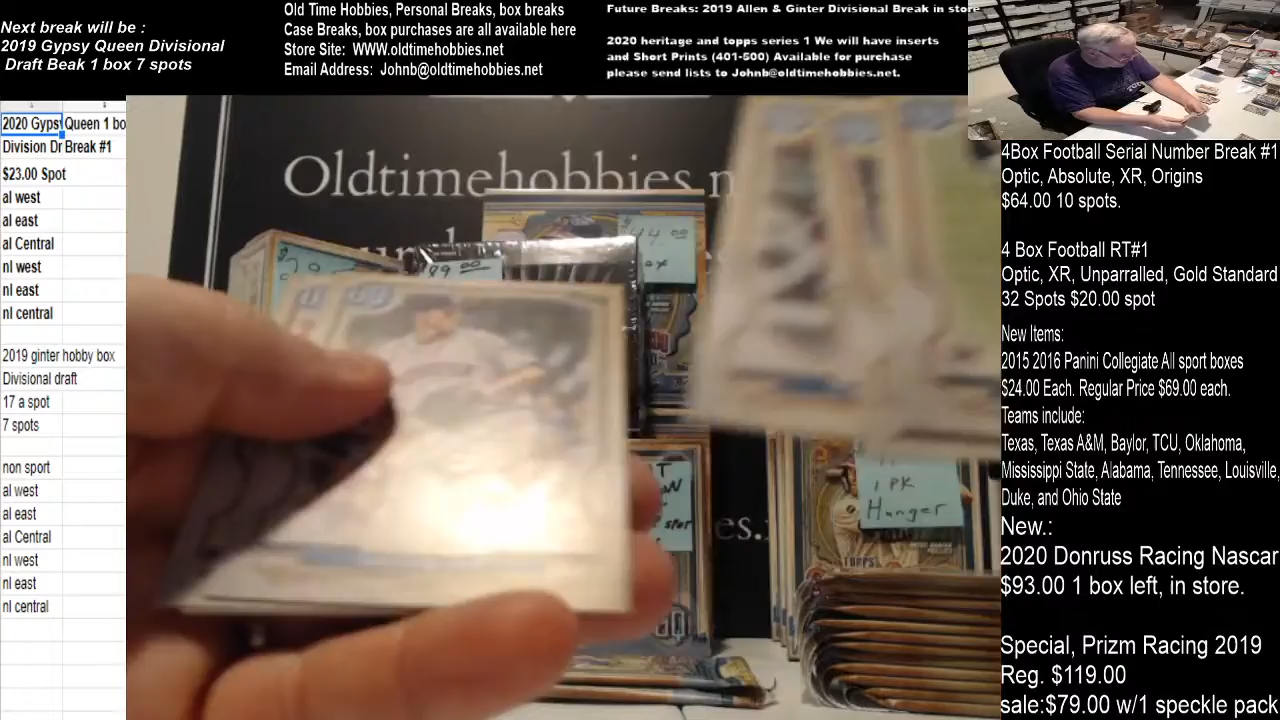 Next break will be :
2019 Gypsy Queen Divisional
Draft Beak 1 box 7 spots
Old Time Hobbies, Personal Breaks, box breaks
Case Breaks, box purchases are all available here
Store Site: WWW.oldtimehobbies.net
Email Address: Johnb@oldtimehobbies.net
Future Breaks: 2019 Allen & Ginter Divisional Break in store
2020 heritage and topps series 1 We will have inserts
and Short Prints (401-500) Available for purchase
please send lists to Johnb@oldtimehobbies.net.
2020 Gyps Queen 1 bo
Division Dr Break #1
$23.00 Spot
al west
al east
al Central
nl west
nl east
nl central
2019 ginter hobby box
Divisional draft
17 a spot
7 spots
non sport
al west
al east
al Central
nl west
nl east
nl central
Oldtimehobbies.n
89 00
44.00
ox
1 PK
Hanger
es.
TOPPS
4Box Football Serial Number Break #1
Optic, Absolute, XR, Origins
$64.00 10 spots.
4 Box Football RT#1
Optic, XR, Unparralled, Gold Standard
32 Spots $20.00 spot
New Items:
2015 2016 Panini Collegiate All sport boxes
$24.00 Each. Regular Price $69.00 each.
Teams include:
Texas, Texas A&M, Baylor, TCU, Oklahoma,
Mississippi State, Alabama, Tennessee, Louisville,
Duke, and Ohio State
New.:
2020 Donruss Racing Nascar
$93.00 1 box left, in store.
Special, Prizm Racing 2019
Reg. $119.00
sale:$79.00 w/1 speckle pack